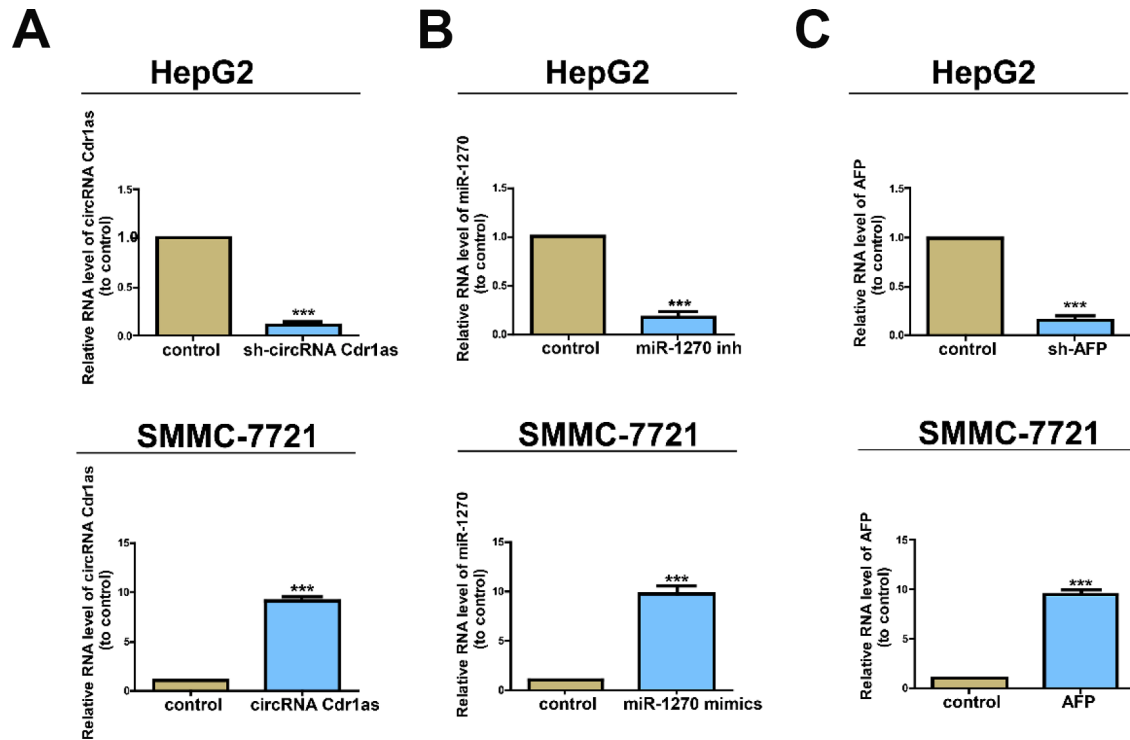 A
HepG2
Relative RNA level of circRNA Cdr1as
(to control)
1.5
1.0
0.5
0.0
***
control
sh-circRNA Cdr1as
SMMC-7721
Relative RNA level of circRNA Cdr1as
(to control)
15
10
5
0
***
control
circRNA Cdr1as
B
HepG2
Relative RNA level of miR-1270
(to control)
1.5
1.0
0.5
0.0
***
control
miR-1270 inh
SMMC-7721
Relative RNA level of miR-1270
(to control)
15
10
5
0
***
control
miR-1270 mimics
C
HepG2
Relative RNA level of AFP
(to control)
1.5
1.0
0.5
0.0
***
control
sh-AFP
SMMC-7721
Relative RNA level of AFP
(to control)
15
10
5
0
***
control
AFP